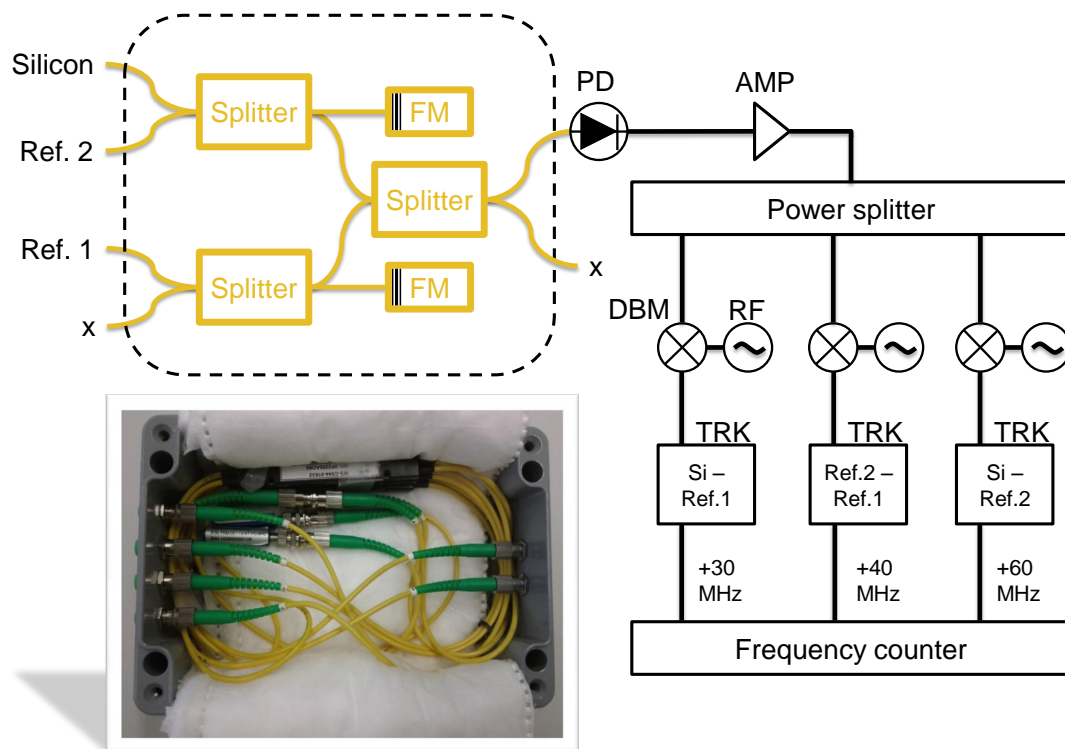 Silicon
Ref. 2
Ref. 1
x
Splitter
FM
Splitter
Splitter
FM
x
PD
AMP
Power splitter
DBM
RF
TRK
Si –
Ref.1
TRK
Ref.2 –
Ref.1
TRK
Si –
Ref.2
+30
MHz
+40
MHz
+60
MHz
Frequency counter